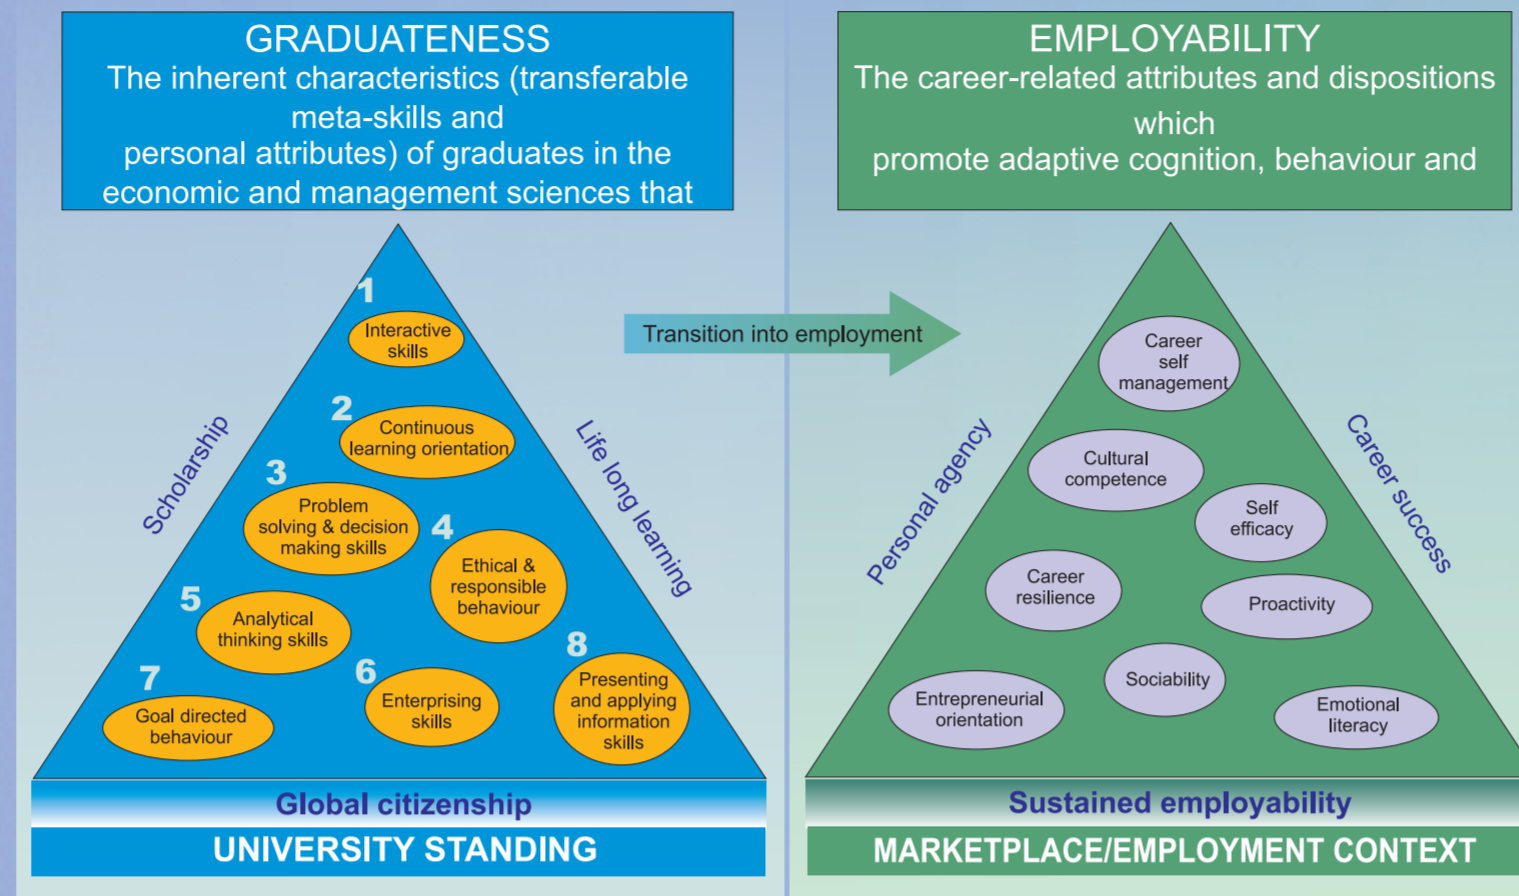 GRADUATENESS
The inherent characteristics (transferable
meta-skills and
personal attributes) of graduates in the
economic and management sciences that
1
Interactive
skills
2
Continuous
learning orientation
3
Problem
solving & decision
making skills
4
Ethical &
responsible
behaviour
5
Analytical
thinking skills
6
Enterprising
skills
7
Goal directed
behaviour
8
Presenting
and applying
information
skills
Scholarship
Life long learning
Global citizenship
UNIVERSITY STANDING
Transition into employment
EMPLOYABILITY
The career-related attributes and dispositions
which
promote adaptive cognition, behaviour and
Career
self
management
Cultural
competence
Self
efficacy
Career
resilience
Proactivity
Sociability
Entrepreneurial
orientation
Emotional
literacy
Personal agency
Career success
Sustained employability
MARKETPLACE/EMPLOYMENT CONTEXT